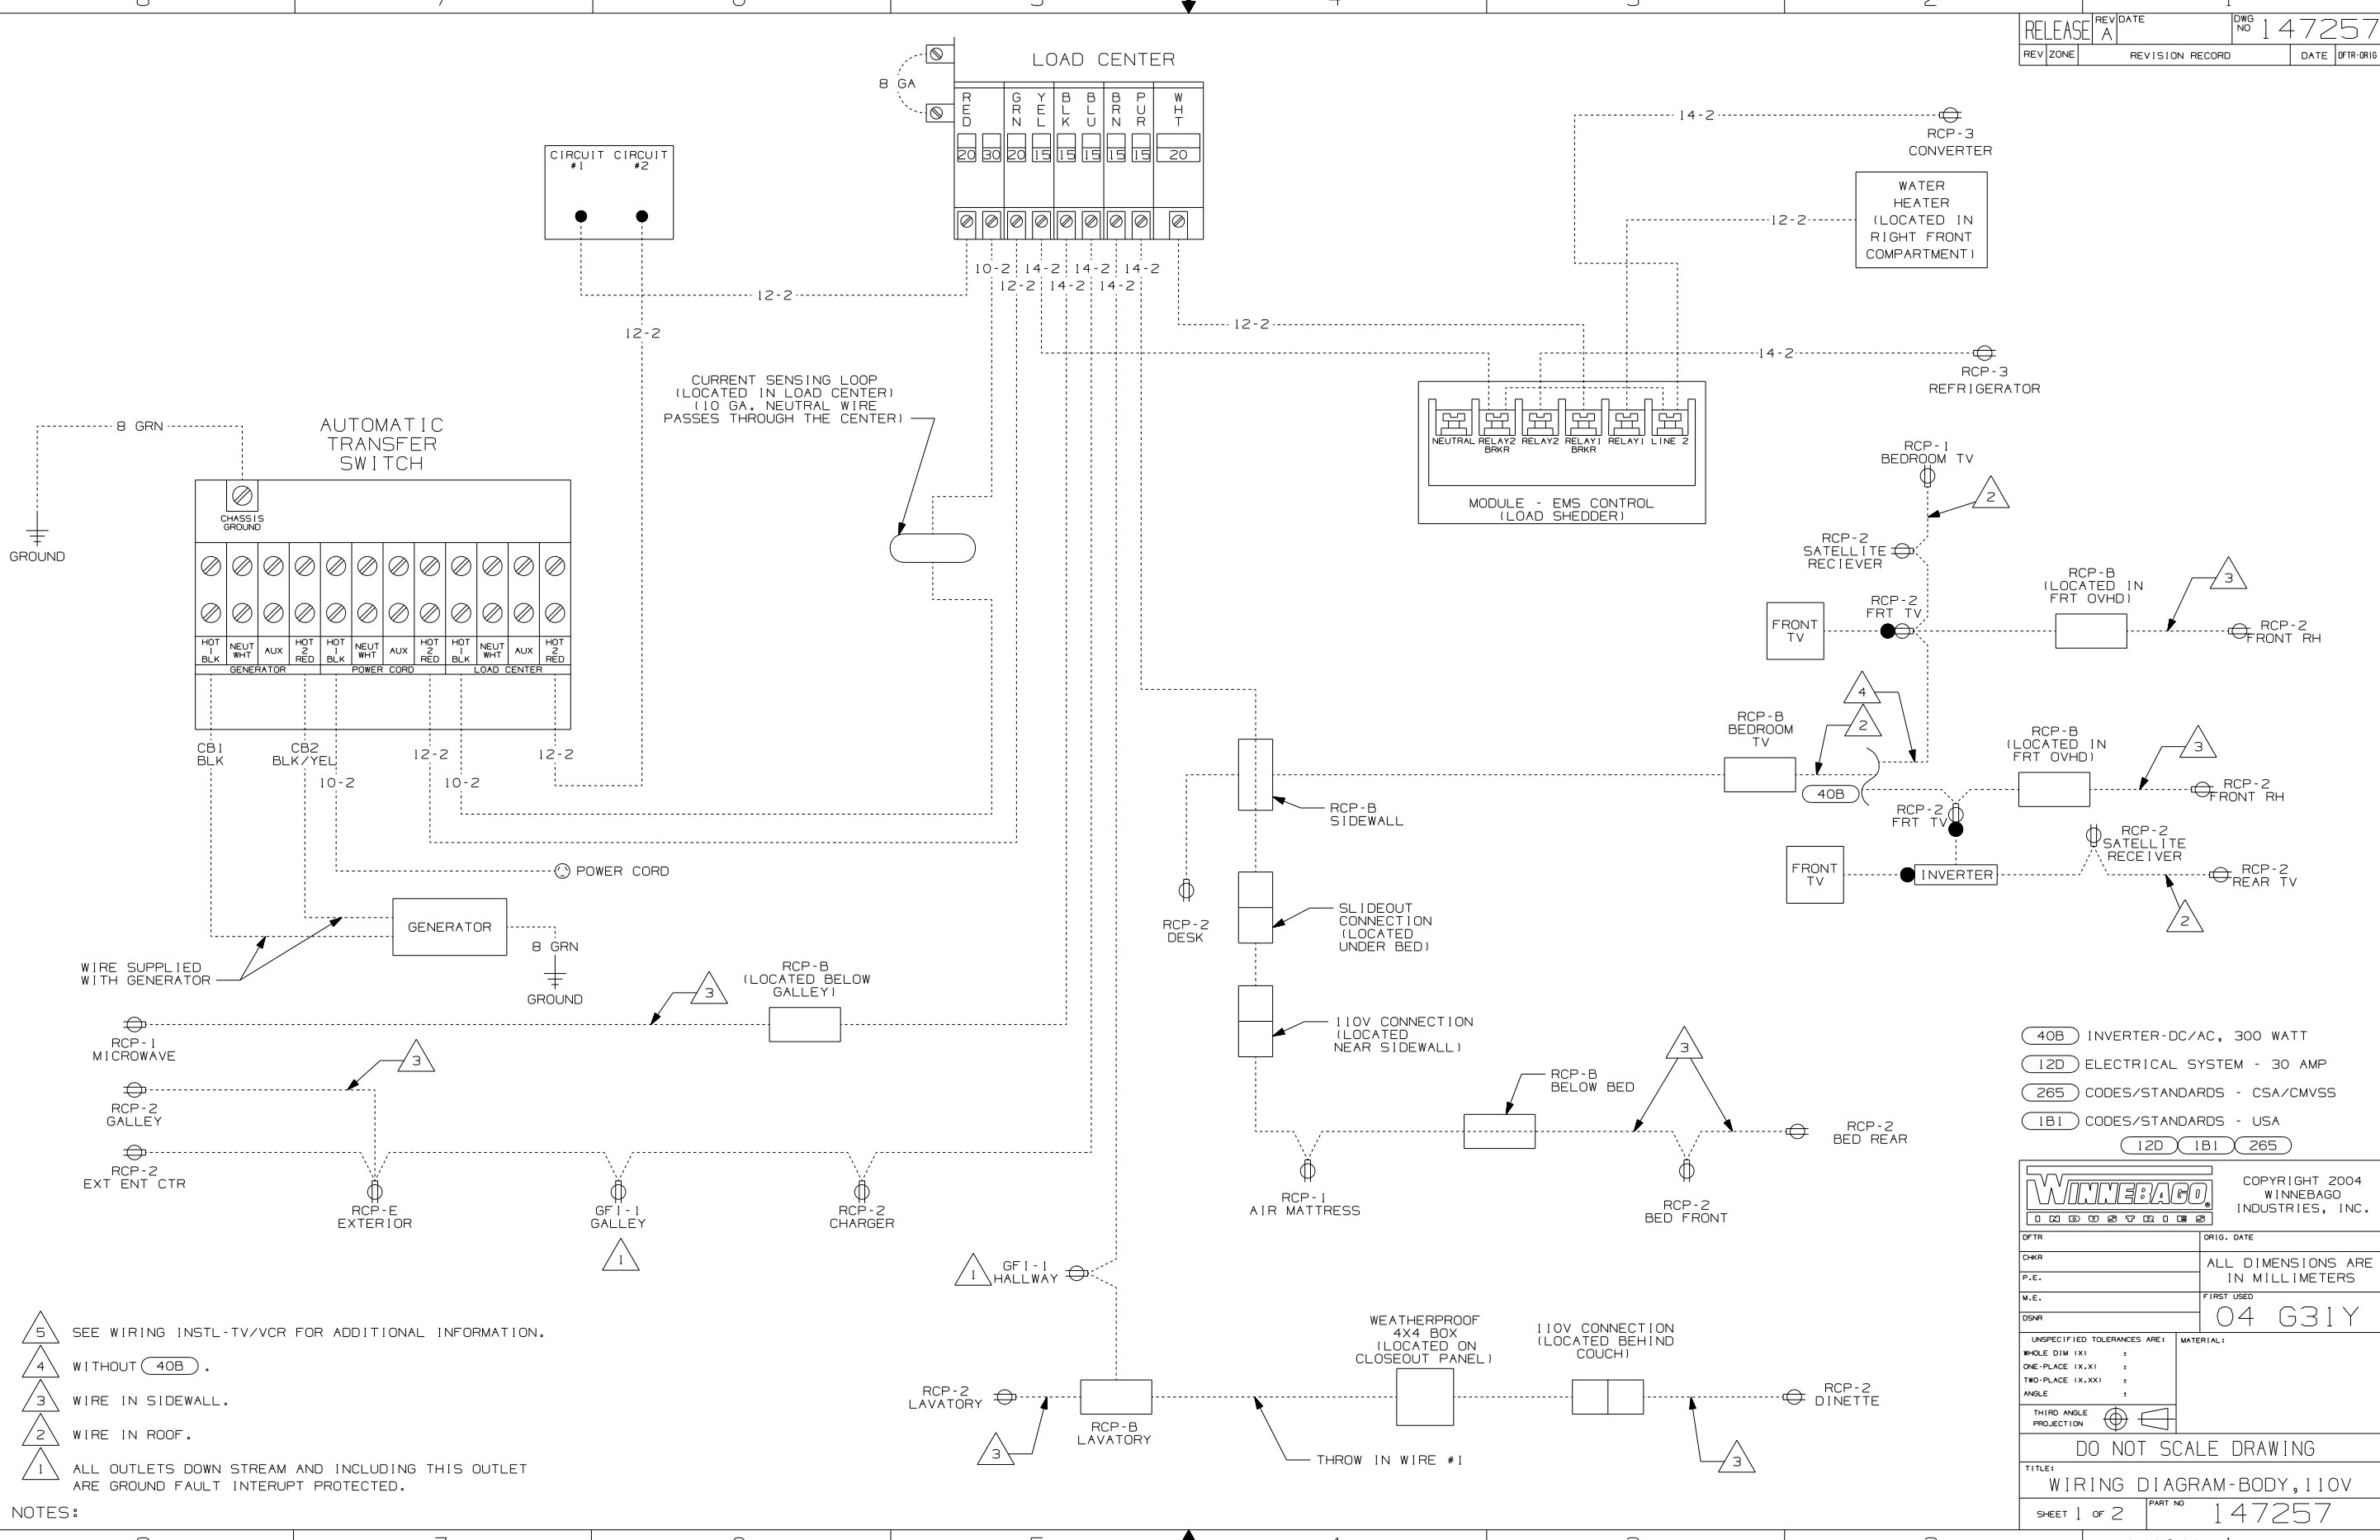 RELEASE
REV
A
DATE
DWG NO
147257
REV ZONE REVISION RECORD DATE DFTR-ORIG
LOAD CENTER
8 GA
RED GRN YEL BLK BLU BRN PUR WHT
20 30 20 15 15 15 15 15 20
CIRCUIT CIRCUIT
#1 #2
14-2
RCP-3
CONVERTER
WATER
HEATER
(LOCATED IN
RIGHT FRONT
COMPARTMENT)
12-2
10-2 14-2 14-2 14-2
12-2 14-2 14-2
12-2
12-2
12-2
14-2
RCP-3
REFRIGERATOR
CURRENT SENSING LOOP
(LOCATED IN LOAD CENTER)
(10 GA. NEUTRAL WIRE
PASSES THROUGH THE CENTER)
8 GRN
GROUND
AUTOMATIC
TRANSFER
SWITCH
CHASSIS
GROUND
HOT 1 BLK
NEUT WHT
AUX
HOT 2 RED
HOT 1 BLK
NEUT WHT
AUX
HOT 2 RED
HOT 1 BLK
NEUT WHT
AUX
HOT 2 RED
GENERATOR POWER CORD LOAD CENTER
NEUTRAL
RELAY2 BRKR
RELAY2
RELAY1 BRKR
RELAY1
LINE 2
MODULE - EMS CONTROL
(LOAD SHEDDER)
RCP-1
BEDROOM TV
2
RCP-2
SATELLITE
RECIEVER
RCP-B
(LOCATED IN
FRT OVHD)
3
FRONT
TV
RCP-2
FRT TV
RCP-2
FRONT RH
4
RCP-B
BEDROOM
TV
2
40B
RCP-B
(LOCATED IN
FRT OVHD)
3
RCP-2
FRONT RH
RCP-2
FRT TV
RCP-2
SATELLITE
RECEIVER
FRONT
TV
INVERTER
RCP-2
REAR TV
2
CB1
BLK
CB2
BLK/YEL
10-2
12-2
10-2
12-2
POWER CORD
GENERATOR
8 GRN
GROUND
WIRE SUPPLIED
WITH GENERATOR
RCP-B
SIDEWALL
RCP-2
DESK
SLIDEOUT
CONNECTION
(LOCATED
UNDER BED)
110V CONNECTION
(LOCATED
NEAR SIDEWALL)
RCP-B
BELOW BED
3
RCP-2
BED REAR
RCP-1
AIR MATTRESS
RCP-2
BED FRONT
RCP-B
(LOCATED BELOW
GALLEY)
3
RCP-1
MICROWAVE
3
RCP-2
GALLEY
RCP-2
EXT ENT CTR
RCP-E
EXTERIOR
GFI-1
GALLEY
1
RCP-2
CHARGER
1
GFI-1
HALLWAY
RCP-2
LAVATORY
3
RCP-B
LAVATORY
WEATHERPROOF
4X4 BOX
(LOCATED ON
CLOSEOUT PANEL)
110V CONNECTION
(LOCATED BEHIND
COUCH)
RCP-2
DINETTE
THROW IN WIRE #1
3
5 SEE WIRING INSTL-TV/VCR FOR ADDITIONAL INFORMATION.
4 WITHOUT 40B .
3 WIRE IN SIDEWALL.
2 WIRE IN ROOF.
1 ALL OUTLETS DOWN STREAM AND INCLUDING THIS OUTLET
ARE GROUND FAULT INTERUPT PROTECTED.
NOTES:
40B INVERTER-DC/AC, 300 WATT
12D ELECTRICAL SYSTEM - 30 AMP
265 CODES/STANDARDS - CSA/CMVSS
1B1 CODES/STANDARDS - USA
12D 1B1 265
WINNEBAGO
INDUSTRIES
COPYRIGHT 2004
WINNEBAGO
INDUSTRIES, INC.
DFTR
ORIG. DATE
CHKR
P.E.
ALL DIMENSIONS ARE
IN MILLIMETERS
M.E.
DSNR
FIRST USED
04 G31Y
UNSPECIFIED TOLERANCES ARE:
MATERIAL:
WHOLE DIM (X) :
ONE-PLACE (X.X) :
TWO-PLACE (X.XX) :
ANGLE :
THIRD ANGLE
PROJECTION
DO NOT SCALE DRAWING
TITLE:
WIRING DIAGRAM-BODY,110V
SHEET 1 OF 2
PART NO
147257